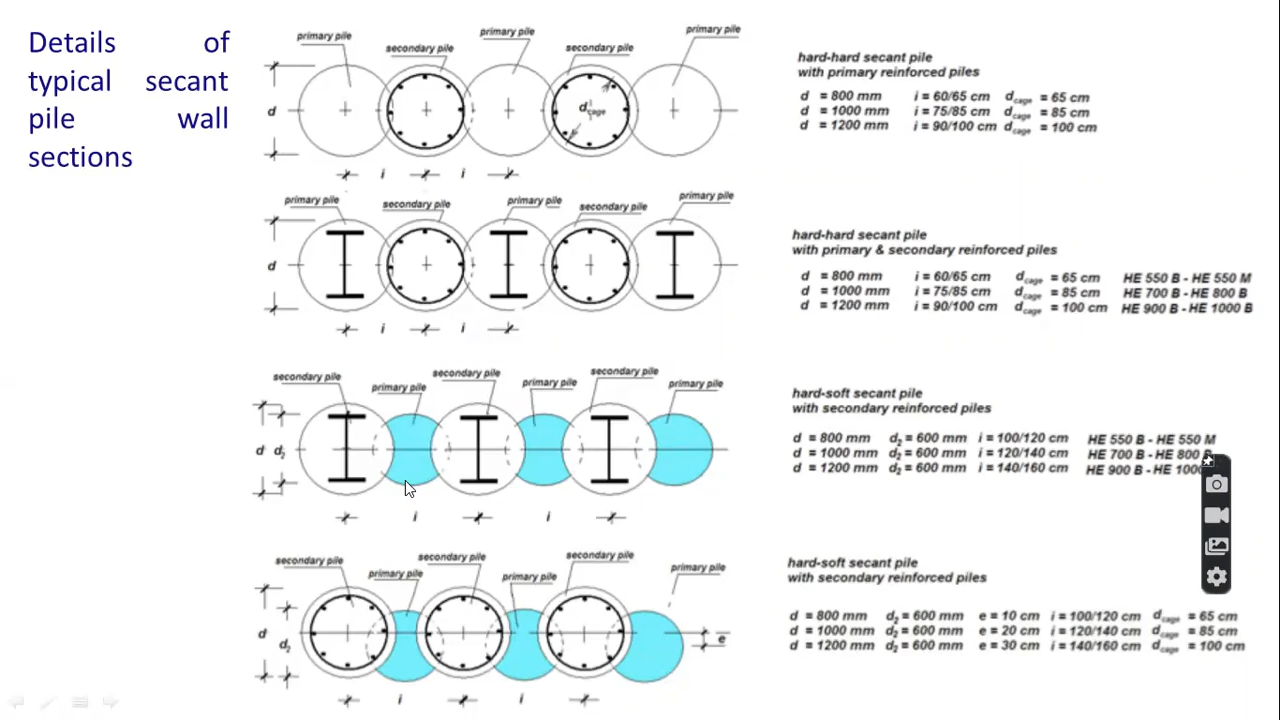 Details of
typical secant
pile wall
sections
primary pile
secondary pile
primary pile
secondary pile
primary pile
d
d cage
i
i
hard-hard secant pile
with primary reinforced piles
d = 800 mm i = 60/65 cm dcage = 65 cm
d = 1000 mm i = 75/85 cm dcage = 85 cm
d = 1200 mm i = 90/100 cm dcage = 100 cm
primary pile
secondary pile
primary pile
secondary pile
primary pile
d
i
i
hard-hard secant pile
with primary & secondary reinforced piles
d = 800 mm i = 60/65 cm dcage = 65 cm HE 550 B - HE 550 M
d = 1000 mm i = 75/85 cm dcage = 85 cm HE 700 B - HE 800 B
d = 1200 mm i = 90/100 cm dcage = 100 cm HE 900 B - HE 1000 B
secondary pile
primary pile
secondary pile
primary pile
secondary pile
primary pile
d d2
i
i
hard-soft secant pile
with secondary reinforced piles
d = 800 mm d2 = 600 mm i = 100/120 cm HE 550 B - HE 550 M
d = 1000 mm d2 = 600 mm i = 120/140 cm HE 700 B - HE 800
d = 1200 mm d2 = 600 mm i = 140/160 cm HE 900 B - HE
secondary pile
primary pile
secondary pile
primary pile
secondary pile
primary pile
d
d2
e
i
i
hard-soft secant pile
with secondary reinforced piles
d = 800 mm d2 = 600 mm e = 10 cm i = 100/120 cm dcage = 65 cm
d = 1000 mm d2 = 600 mm e = 20 cm i = 120/140 cm dcage = 85 cm
d = 1200 mm d2 = 600 mm e = 30 cm i = 140/160 cm dcage = 100 cm